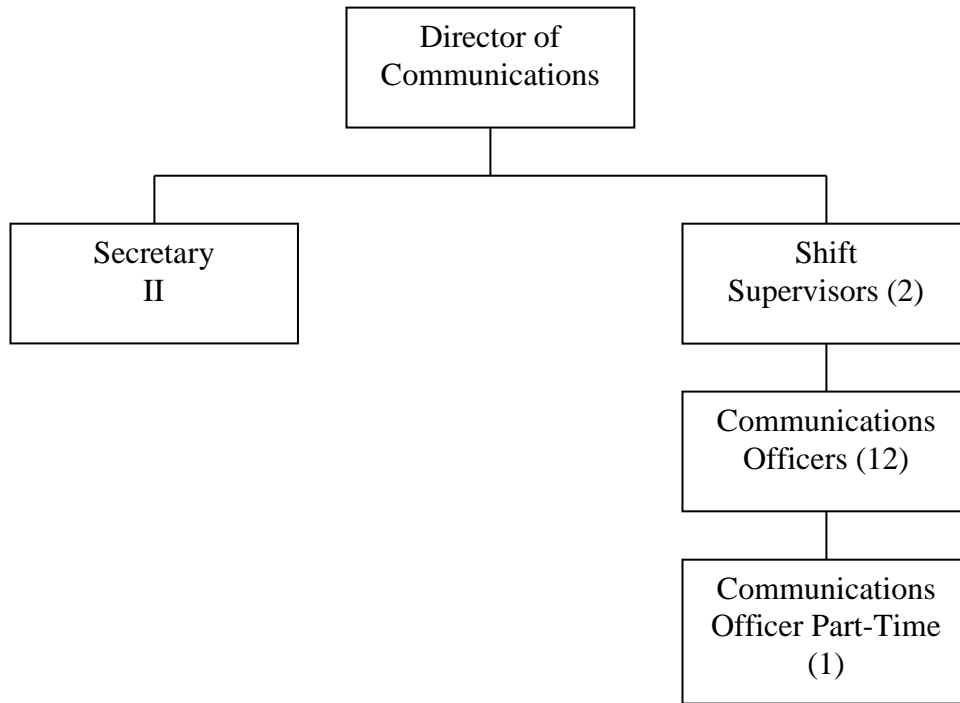 Director of
Communications
Secretary
II
Shift
Supervisors (2)
Communications
Officers (12)
Communications
Officer Part-Time
(1)